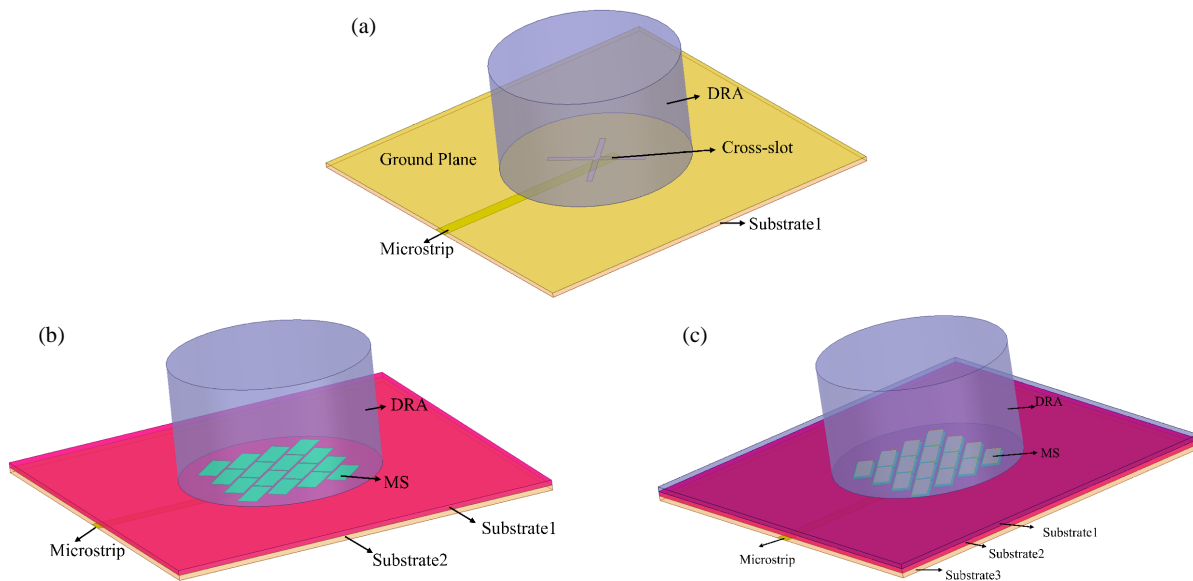 (a)
DRA
Cross-slot
Ground Plane
Substrate1
Microstrip
(b)
DRA
MS
Substrate1
Substrate2
Microstrip
(c)
DRA
MS
Substrate1
Substrate2
Substrate3
Microstrip